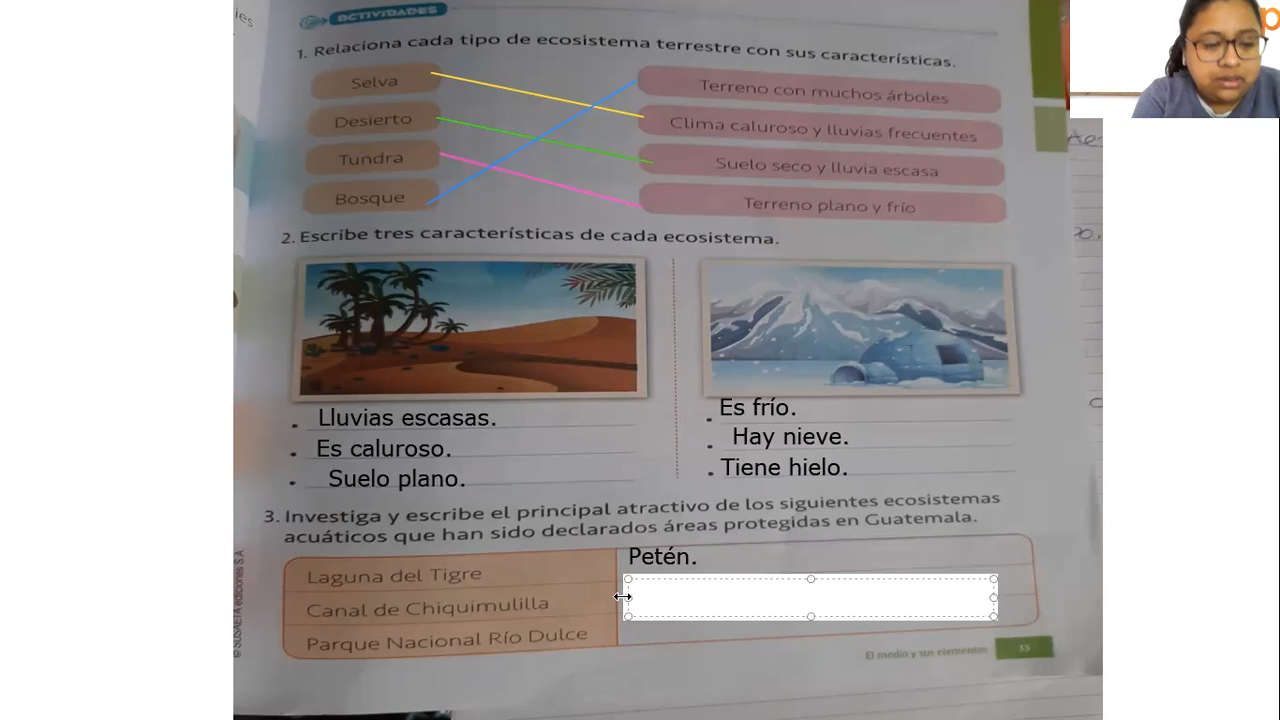 ies
ACTIVIDADES
1. Relaciona cada tipo de ecosistema terrestre con sus características.
Selva
Terreno con muchos árboles
Desierto
Clima caluroso y lluvias frecuentes
Tundra
Suelo seco y lluvia escasa
Bosque
Terreno plano y frío
2. Escribe tres características de cada ecosistema.
. Lluvias escasas.
. Es caluroso.
. Suelo plano.
. Es frío.
. Hay nieve.
. Tiene hielo.
3. Investiga y escribe el principal atractivo de los siguientes ecosistemas
acuáticos que han sido declarados áreas protegidas en Guatemala.
Laguna del Tigre
Petén.
Canal de Chiquimulilla
Parque Nacional Río Dulce
© SUSAETA ediciones S.A.
El medio y sus elementos
15